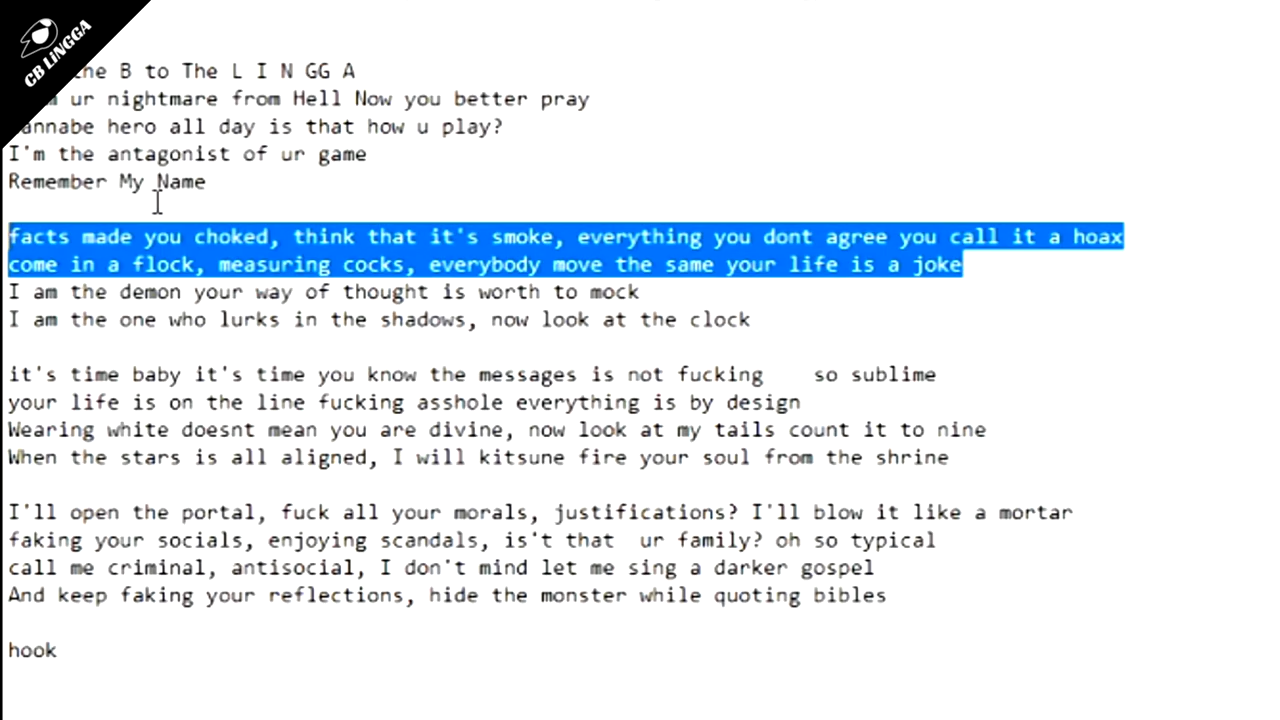 CB LINGGA
the B to The L I N GG A
ur nightmare from Hell Now you better pray
wannabe hero all day is that how u play?
I'm the antagonist of ur game
Remember My Name
facts made you choked, think that it's smoke, everything you dont agree you call it a hoax
come in a flock, measuring cocks, everybody move the same your life is a joke
I am the demon your way of thought is worth to mock
I am the one who lurks in the shadows, now look at the clock
it's time baby it's time you know the messages is not fucking so sublime
your life is on the line fucking asshole everything is by design
Wearing white doesnt mean you are divine, now look at my tails count it to nine
When the stars is all aligned, I will kitsune fire your soul from the shrine
I'll open the portal, fuck all your morals, justifications? I'll blow it like a mortar
faking your socials, enjoying scandals, is't that ur family? oh so typical
call me criminal, antisocial, I don't mind let me sing a darker gospel
And keep faking your reflections, hide the monster while quoting bibles
hook